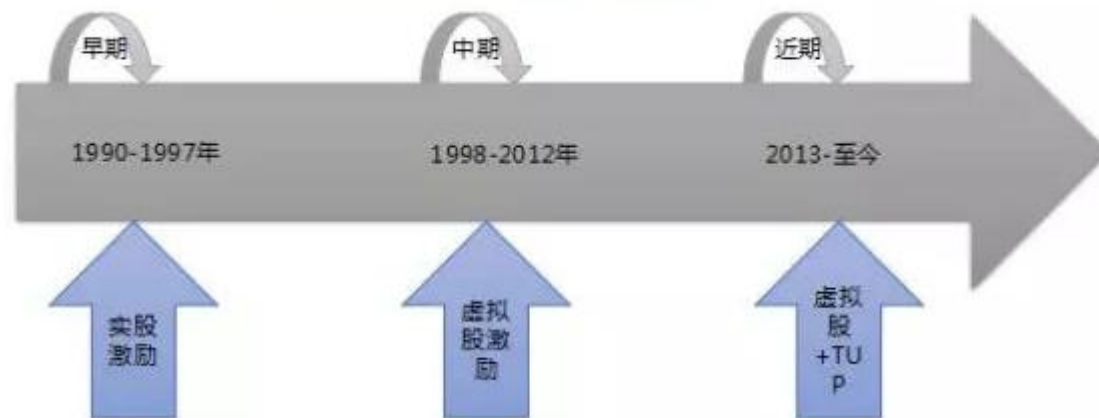 早期
中期
近期
1990-1997年
1998-2012年
2013-至今
实股
激励
虚拟
股激
励
虚拟
股
+TU
P